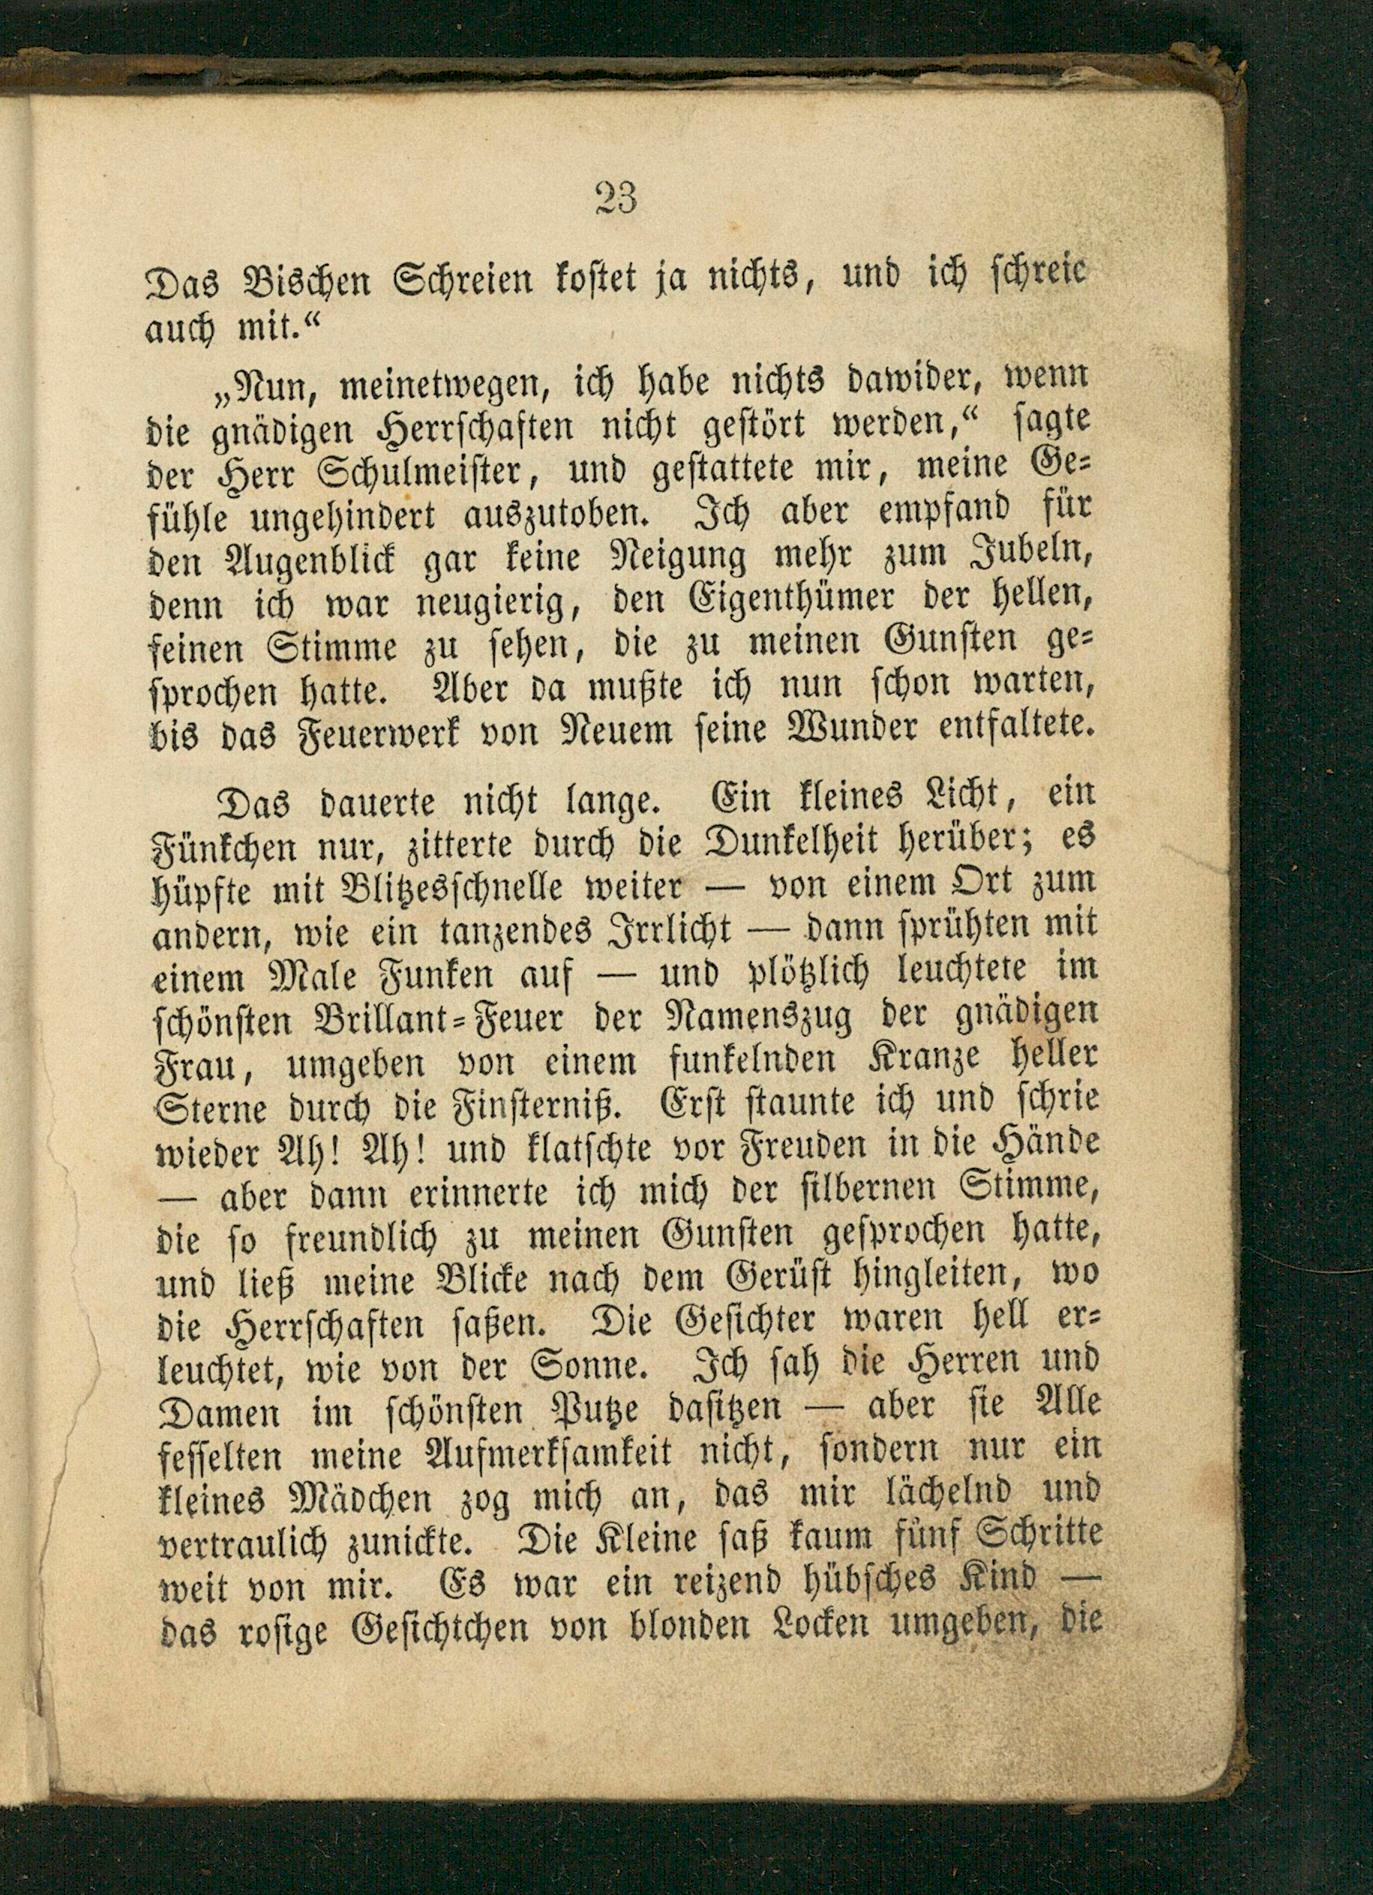 23
Das Bischen Schreien kostet ja nichts, und ich schreie
auch mit.“
„Nun, meinetwegen, ich habe nichts dawider, wenn
die gnädigen Herrschaften nicht gestört werden,“ sagte
der Herr Schulmeister, und gestattete mir, meine Ge-
fühle ungehindert auszutoben. Ich aber empfand für
den Augenblick gar keine Neigung mehr zum Jubeln,
denn ich war neugierig, den Eigenthümer der hellen,
feinen Stimme zu sehen, die zu meinen Gunsten ge-
sprochen hatte. Aber da mußte ich nun schon warten,
bis das Feuerwerk von Neuem seine Wunder entfaltete.
Das dauerte nicht lange. Ein kleines Licht, ein
Fünkchen nur, zitterte durch die Dunkelheit herüber; es
hüpfte mit Blitzesschnelle weiter — von einem Ort zum
andern, wie ein tanzendes Irrlicht — dann sprühten mit
einem Male Funken auf — und plötzlich leuchtete im
schönsten Brillant-Feuer der Namenszug der gnädigen
Frau, umgeben von einem funkelnden Kranze heller
Sterne durch die Finsterniß. Erst staunte ich und schrie
wieder Ah! Ah! und klatschte vor Freuden in die Hände
— aber dann erinnerte ich mich der silbernen Stimme,
die so freundlich zu meinen Gunsten gesprochen hatte,
und ließ meine Blicke nach dem Gerüst hingleiten, wo
die Herrschaften saßen. Die Gesichter waren hell er-
leuchtet, wie von der Sonne. Ich sah die Herren und
Damen im schönsten Putze dasitzen — aber sie Alle
fesselten meine Aufmerksamkeit nicht, sondern nur ein
kleines Mädchen zog mich an, das mir lächelnd und
vertraulich zunickte. Die Kleine saß kaum fünf Schritte
weit von mir. Es war ein reizend hübsches Kind —
das rosige Gesichtchen von blonden Locken umgeben, die